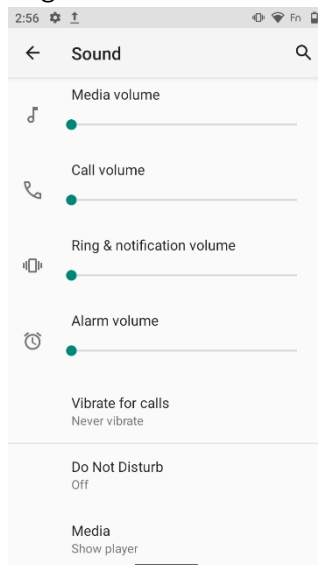 2:56
Fn
Sound
Media volume
Call volume
Ring & notification volume
Alarm volume
Vibrate for calls
Never vibrate
Do Not Disturb
Off
Media
Show player